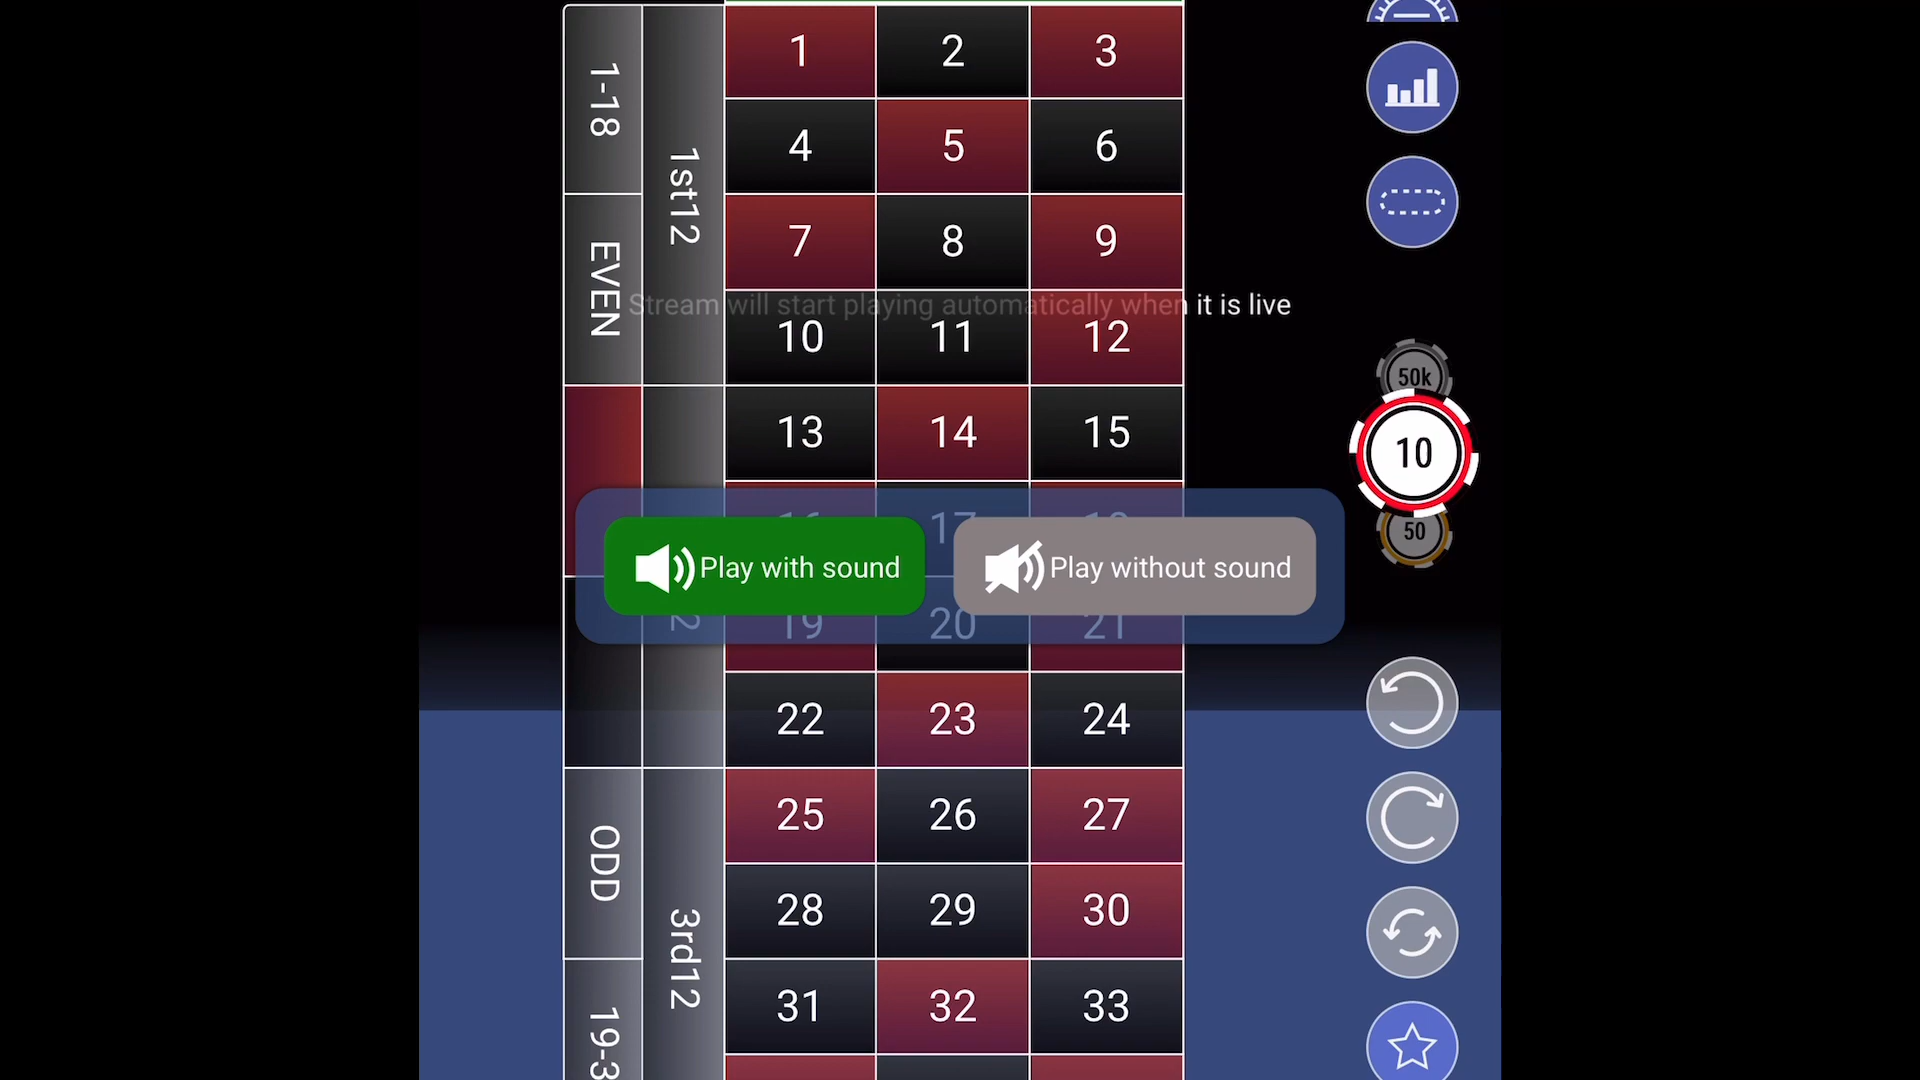 1-18
EVEN
ODD
19-3
1st12
2
3rd12
1 2 3
4 5 6
7 8 9
Stream will start playing automatically when it is live
10 11 12
13 14 15
16 17 18
Play with sound
Play without sound
19 20 21
22 23 24
25 26 27
28 29 30
31 32 33
50k
10
50